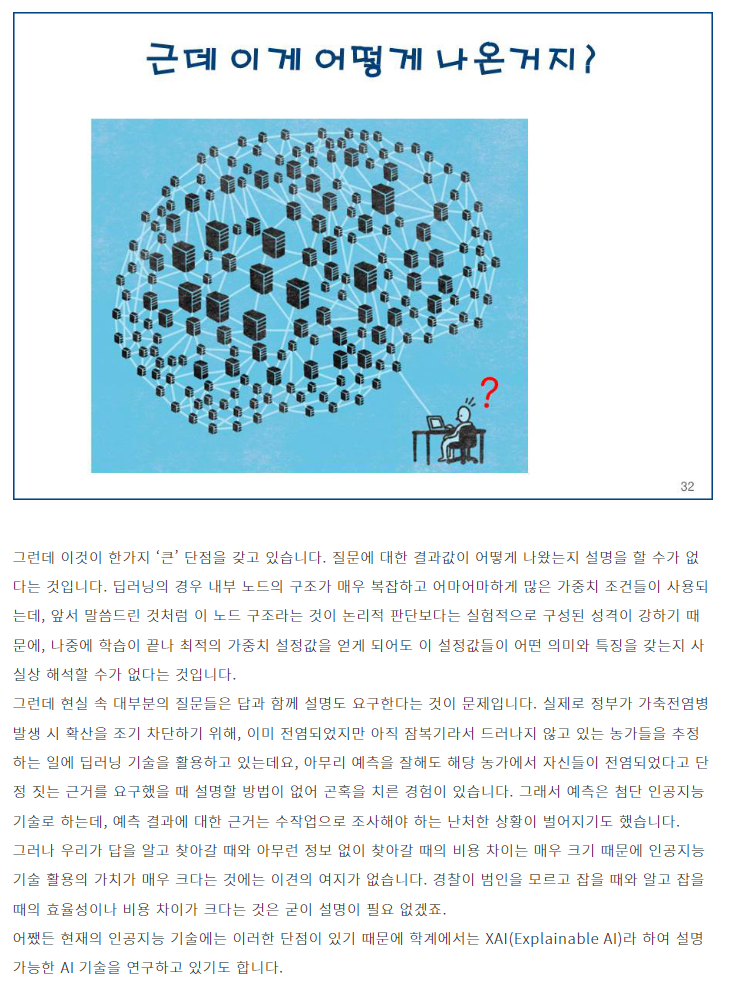 근데 이게 어떻게 나온거지?
?
32
그런데 이것이 한가지 ‘큰’ 단점을 갖고 있습니다. 질문에 대한 결과값이 어떻게 나왔는지 설명을 할 수가 없
다는 것입니다. 딥러닝의 경우 내부 노드의 구조가 매우 복잡하고 어마어마하게 많은 가중치 조건들이 사용되
는데, 앞서 말씀드린 것처럼 이 노드 구조라는 것이 논리적 판단보다는 실험적으로 구성된 성격이 강하기 때
문에, 나중에 학습이 끝나 최적의 가중치 설정값을 얻게 되어도 이 설정값들이 어떤 의미와 특징을 갖는지 사
실상 해석할 수가 없다는 것입니다.
그런데 현실 속 대부분의 질문들은 답과 함께 설명도 요구한다는 것이 문제입니다. 실제로 정부가 가축전염병
발생 시 확산을 조기 차단하기 위해, 이미 전염되었지만 아직 잠복기라서 드러나지 않고 있는 농가들을 추정
하는 일에 딥러닝 기술을 활용하고 있는데요, 아무리 예측을 잘해도 해당 농가에서 자신들이 전염되었다고 단
정 짓는 근거를 요구했을 때 설명할 방법이 없어 곤혹을 치른 경험이 있습니다. 그래서 예측은 첨단 인공지능
기술로 하는데, 예측 결과에 대한 근거는 수작업으로 조사해야 하는 난처한 상황이 벌어지기도 했습니다.
그러나 우리가 답을 알고 찾아갈 때와 아무런 정보 없이 찾아갈 때의 비용 차이는 매우 크기 때문에 인공지능
기술 활용의 가치가 매우 크다는 것에는 이견의 여지가 없습니다. 경찰이 범인을 모르고 잡을 때와 알고 잡을
때의 효율성이나 비용 차이가 크다는 것은 굳이 설명이 필요 없겠죠.
어쨌든 현재의 인공지능 기술에는 이러한 단점이 있기 때문에 학계에서는 XAI(Explainable AI)라 하여 설명
가능한 AI 기술을 연구하고 있기도 합니다.